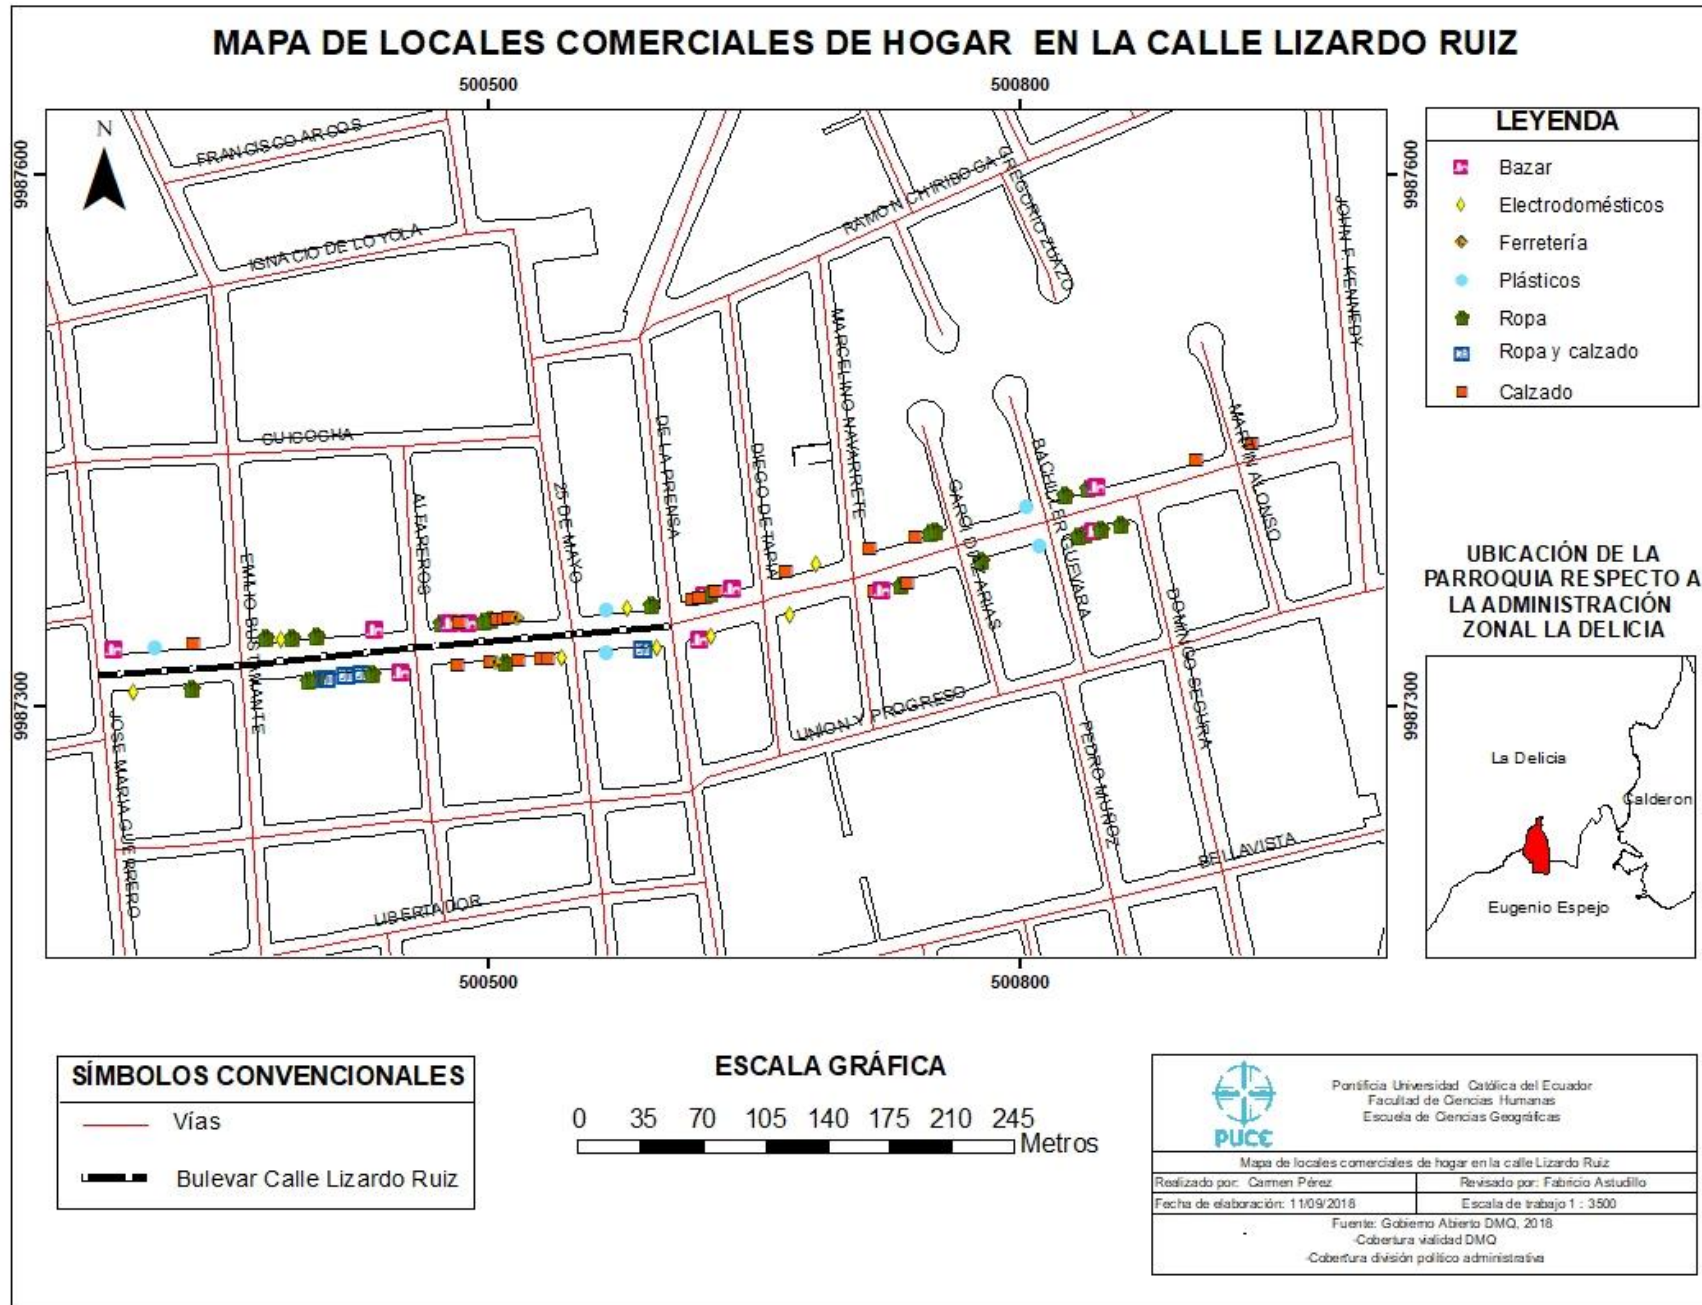 MAPA DE LOCALES COMERCIALES DE HOGAR EN LA CALLE LIZARDO RUIZ
500500
500800
9987600
9987600
9987300
9987300
500500
500800
N
FRANCISCO ARCOS
IGNACIO DE LOYOLA
RAMON CHIRIBOGA
GREGORIO ZUAZO
JOHN F. KENNEDY
CUICOCHA
ALFAREROS
25 DE MAYO
DE LA PRENSA
DIEGO DE TAPIA
MARCELINO NAVARRETE
GARCI DIAZ ARIAS
BACHILLER GUEVARA
MARTIN ALONSO
EMILIO BUSTAMANTE
JOSE MARIA GUERRERO
DOMINGO SEGURA
UNION Y PROGRESO
PEDRO MUÑOZ
BELLAVISTA
LIBERTADOR
LEYENDA
Bazar
Electrodomésticos
Ferretería
Plásticos
Ropa
Ropa y calzado
Calzado
UBICACIÓN DE LA
PARROQUIA RESPECTO A
LA ADMINISTRACIÓN
ZONAL LA DELICIA
La Delicia
Calderon
Eugenio Espejo
SÍMBOLOS CONVENCIONALES
Vías
Bulevar Calle Lizardo Ruiz
ESCALA GRÁFICA
0 35 70 105 140 175 210 245
Metros
PUCE
Pontificia Universidad Católica del Ecuador
Facultad de Ciencias Humanas
Escuela de Ciencias Geográficas
Mapa de locales comerciales de hogar en la calle Lizardo Ruiz
Realizado por: Carmen Pérez
Revisado por: Fabricio Astudillo
Fecha de elaboración: 11/09/2018
Escala de trabajo 1 : 3500
Fuente: Gobierno Abierto DMQ, 2018
-Cobertura vialidad DMQ
-Cobertura división político administrativa